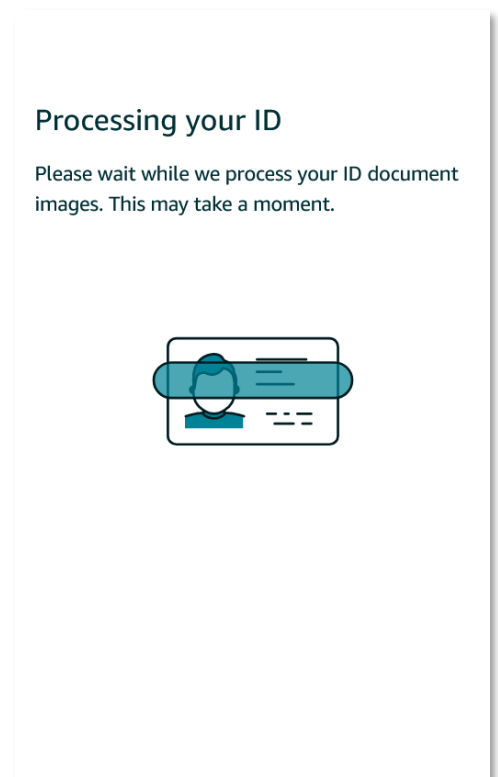 Processing your ID
Please wait while we process your ID document
images. This may take a moment.